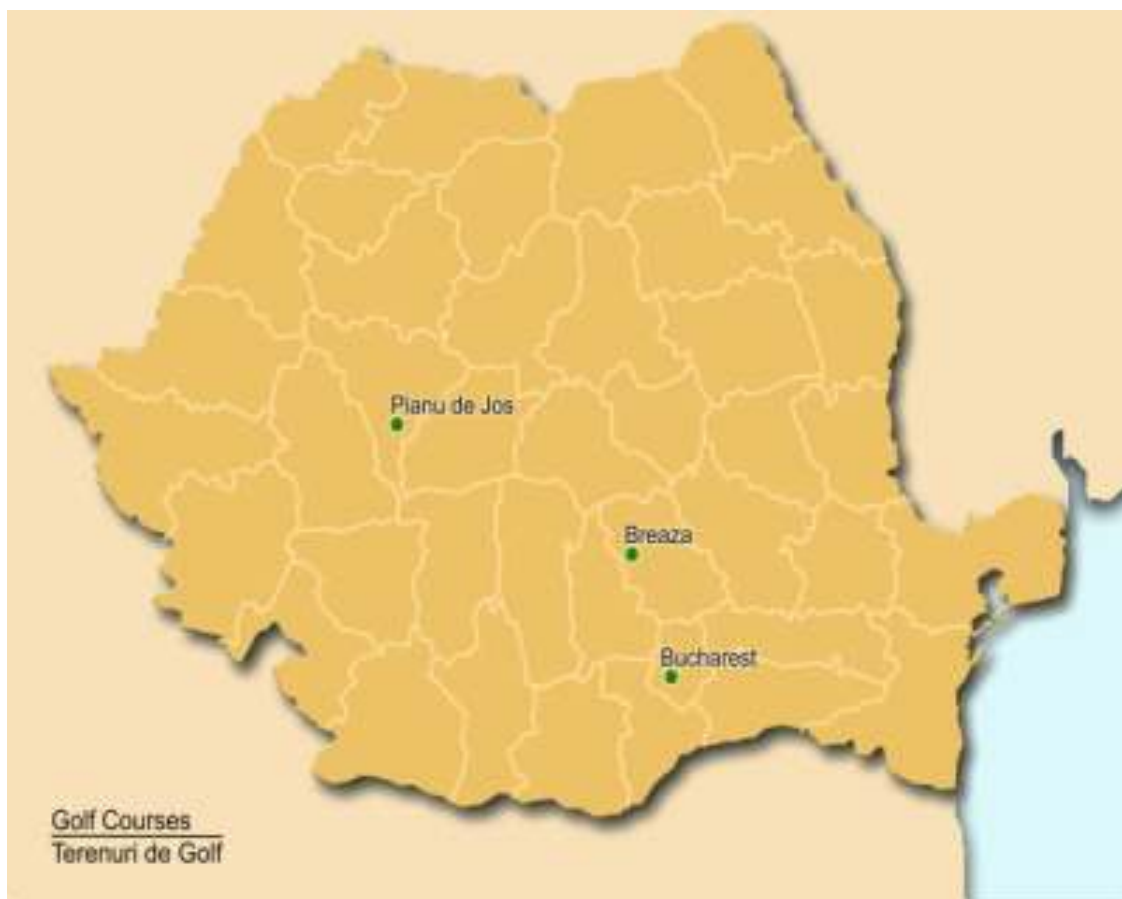 Pianu de Jos
Breaza
Bucharest
Golf Courses
Terenuri de Golf